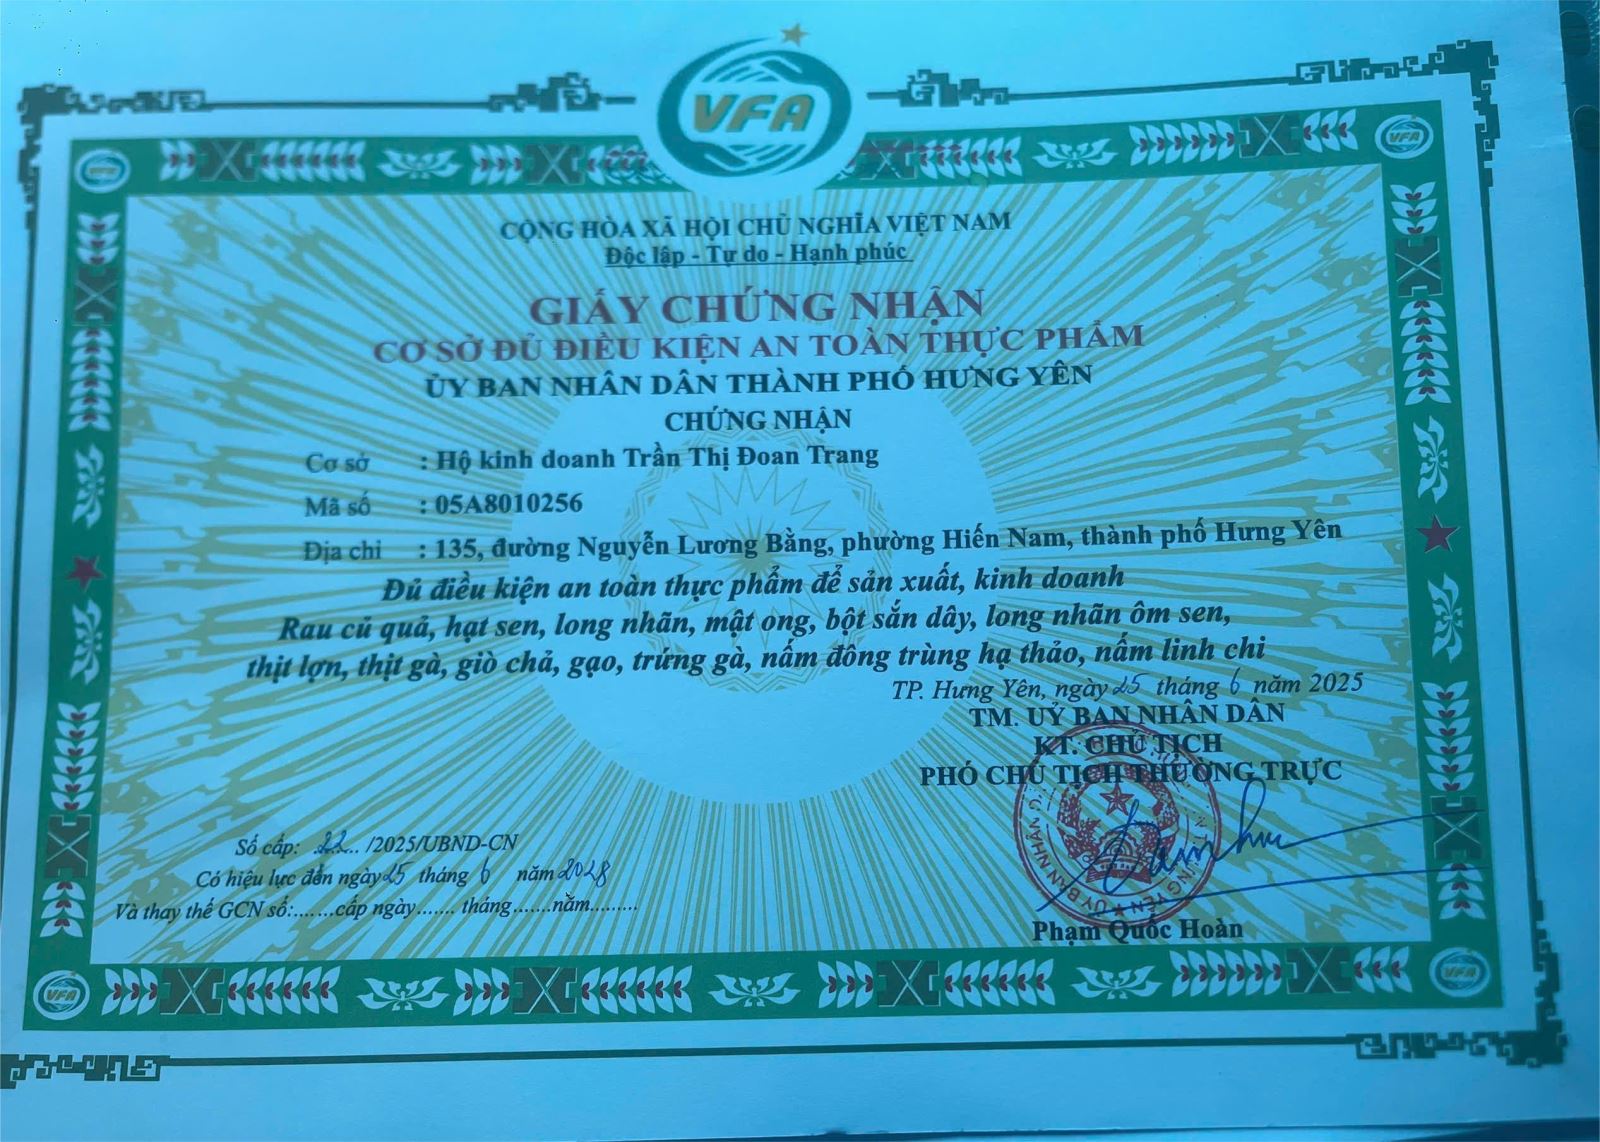 VFA
VFA
VFA
CỘNG HÒA XÃ HỘI CHỦ NGHĨA VIỆT NAM
Độc lập - Tự do - Hạnh phúc
GIẤY CHỨNG NHẬN
CƠ SỞ ĐỦ ĐIỀU KIỆN AN TOÀN THỰC PHẨM
ỦY BAN NHÂN DÂN THÀNH PHỐ HƯNG YÊN
CHỨNG NHẬN
Cơ sở : Hộ kinh doanh Trần Thị Đoan Trang
Mã số : 05A8010256
Địa chỉ : 135, đường Nguyễn Lương Bằng, phường Hiến Nam, thành phố Hưng Yên
Đủ điều kiện an toàn thực phẩm để sản xuất, kinh doanh
Rau củ quả, hạt sen, long nhãn, mật ong, bột sắn dây, long nhãn ôm sen,
thịt lợn, thịt gà, giò chả, gạo, trứng gà, nấm đông trùng hạ thảo, nấm linh chi
TP. Hưng Yên, ngày 25 tháng 6 năm 2025
TM. UỶ BAN NHÂN DÂN
KT. CHỦ TỊCH
PHÓ CHỦ TỊCH THƯỜNG TRỰC
Số cấp: 22 /2025/UBND-CN
Có hiệu lực đến ngày 25 tháng 6 năm 2028
Và thay thế GCN số:.......cấp ngày....... tháng.......năm.........
Phạm Quốc Hoàn
VFA
VFA